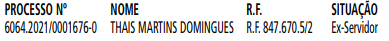 PROCESSO Nº NOME R.F. SITUAÇÃO
6064.2021/0001676-0 THAIS MARTINS DOMINGUES R.F. 847.670.5/2 Ex-Servidor